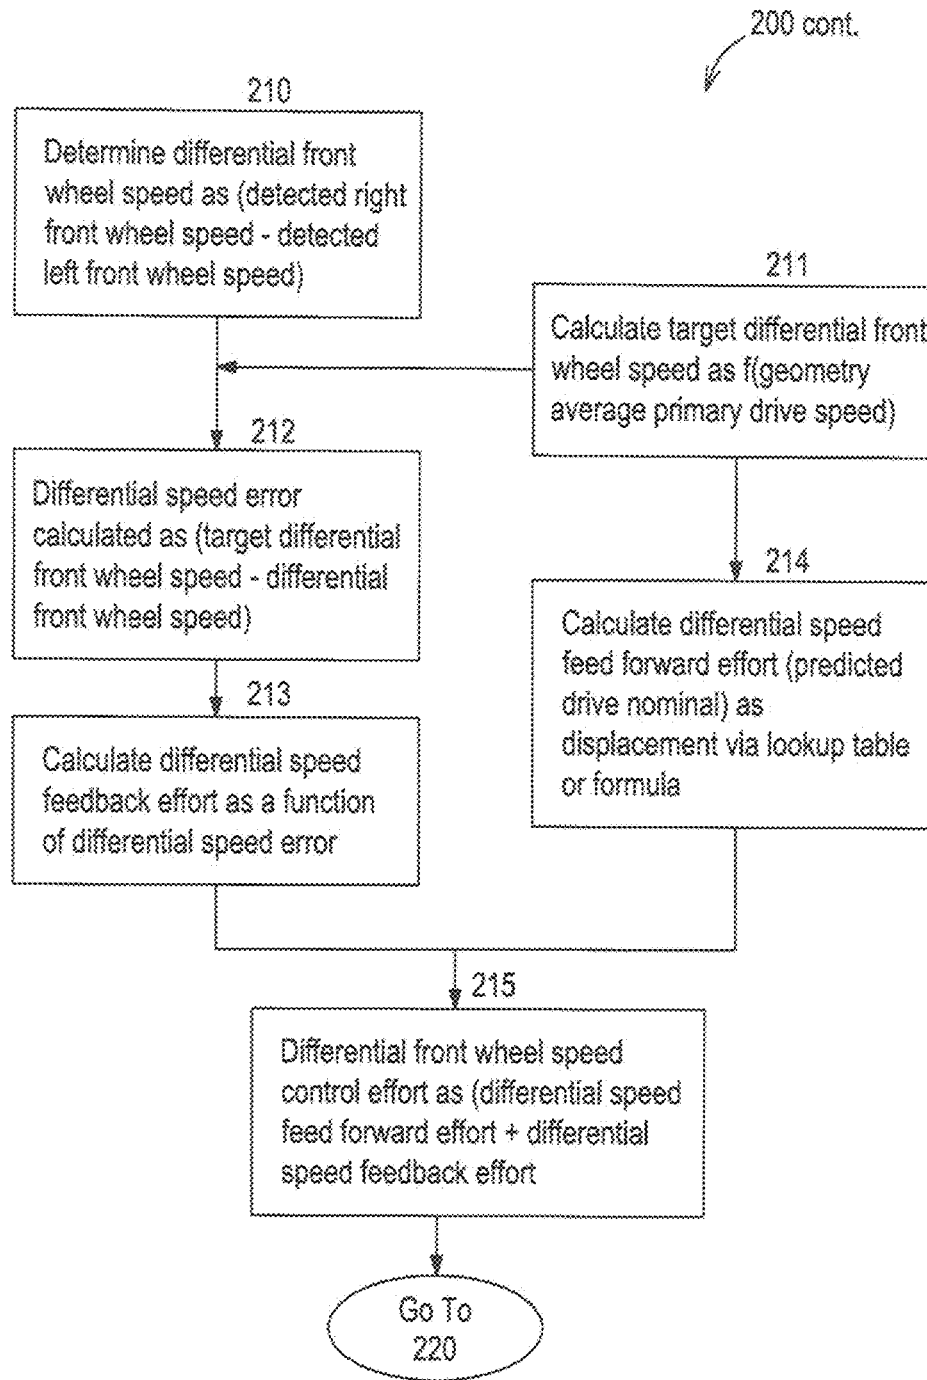 200 cont.
210
Determine differential front
wheel speed as (detected right
front wheel speed - detected
left front wheel speed)
211
Calculate target differential front
wheel speed as f(geometry
average primary drive speed)
212
Differential speed error
calculated as (target differential
front wheel speed - differential
front wheel speed)
213
Calculate differential speed
feedback effort as a function
of differential speed error
214
Calculate differential speed
feed forward effort (predicted
drive nominal) as
displacement via lookup table
or formula
215
Differential front wheel speed
control effort as (differential speed
feed forward effort + differential
speed feedback effort
Go To
220